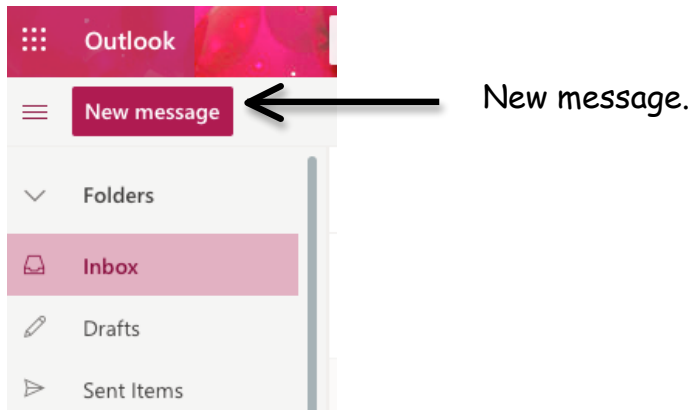 Outlook
New message
New message.
Folders
Inbox
Drafts
Sent Items